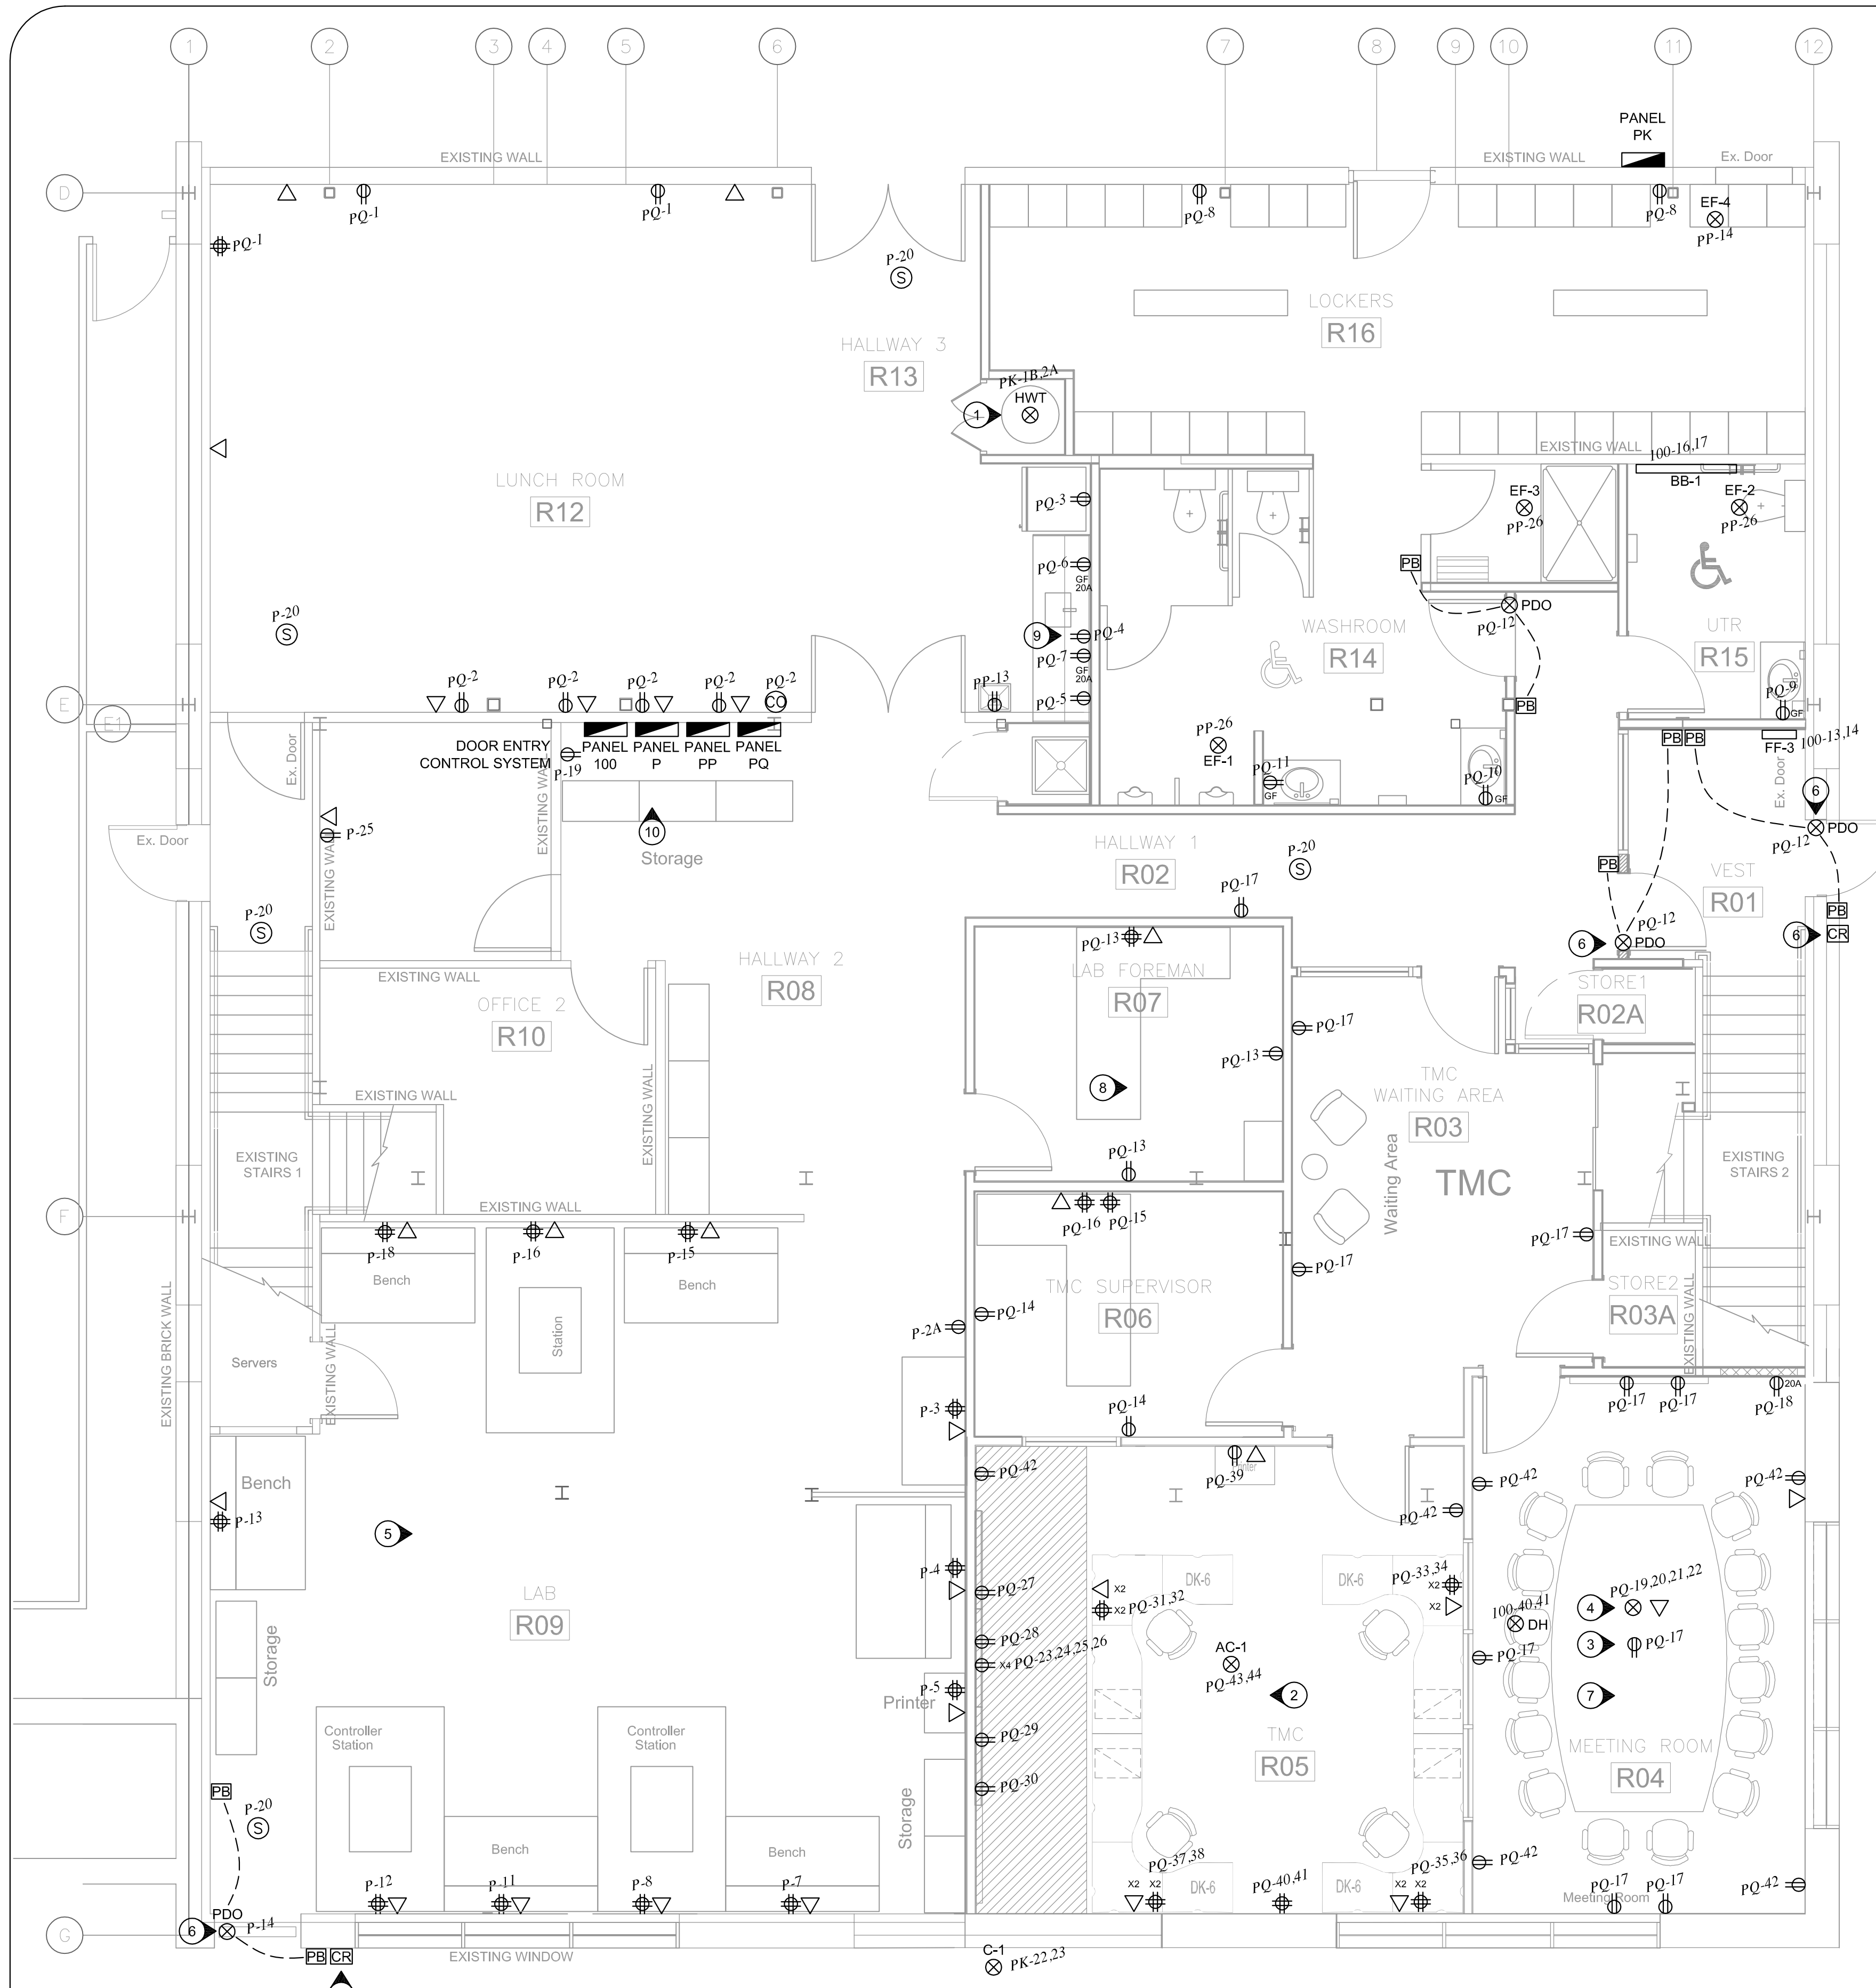 1
2
3
4
5
6
7
8
9
10
11
12
PANEL
PK
EXISTING WALL
EXISTING WALL
Ex. Door
D
PQ-1
PQ-1
PQ-8
PQ-8
EF-4
PP-14
PQ-1
P-20
S
LOCKERS
R16
HALLWAY 3
R13
PK-1B,2A
HWT
1
EXISTING WALL
100-16,17
BB-1
LUNCH ROOM
R12
PQ-3
EF-3
PP-26
EF-2
PP-26
PQ-6
GF
20A
PB
PDO
PQ-12
P-20
S
9
PQ-4
PQ-7
GF
20A
WASHROOM
R14
UTR
R15
E
E1
PQ-2
PQ-2
PQ-2
PQ-2
PQ-2
CO
PP-13
PQ-5
PB
PQ-9
GF
DOOR ENTRY
CONTROL SYSTEM
P-19
PANEL
100
PANEL
P
PANEL
PP
PANEL
PQ
PP-26
EF-1
PQ-11
GF
PQ-10
GF
PB
PB
FF-3
100-13,14
Ex. Door
EXISTING WALL
Ex. Door
6
PDO
PQ-12
Ex. Door
P-25
EXISTING WALL
10
Storage
HALLWAY 1
R02
P-20
S
PB
VEST
R01
P-20
S
PQ-17
PB
6
CR
PQ-12
6
PDO
PQ-13
LAB FOREMAN
R07
HALLWAY 2
R08
EXISTING WALL
OFFICE 2
R10
STORE1
R02A
PQ-17
PQ-13
8
TMC
WAITING AREA
R03
EXISTING WALL
EXISTING WALL
EXISTING
STAIRS 1
PQ-13
Waiting Area
TMC
EXISTING
STAIRS 2
F
EXISTING WALL
P-18
P-16
P-15
Bench
Station
Bench
PQ-16
PQ-15
PQ-17
EXISTING WALL
PQ-17
TMC SUPERVISOR
R06
STORE2
R03A
EXISTING WALL
PQ-14
P-2A
EXISTING BRICK WALL
Servers
EXISTING WALL
P-3
PQ-14
PQ-17
PQ-17
20A
PQ-18
Bench
P-13
5
PQ-42
Printer
PQ-39
PQ-42
PQ-42
PQ-42
LAB
R09
P-4
PQ-27
X2
X2
PQ-31,32
DK-6
DK-6
PQ-33,34
X2
X2
100-40,41
DH
4
PQ-19,20,21,22
3
PQ-17
Storage
PQ-28
X4
PQ-23,24,25,26
P-5
Printer
AC-1
PQ-43,44
2
PQ-17
7
Controller
Station
Controller
Station
PQ-29
PQ-30
TMC
R05
MEETING ROOM
R04
PB
P-20
S
Storage
Bench
Bench
P-12
P-11
P-8
P-7
PQ-37,38
X2
X2
DK-6
PQ-40,41
DK-6
PQ-35,36
X2
X2
PQ-42
PQ-17
PQ-17
Meeting Room
PQ-42
G
PDO
6
P-14
PB
CR
EXISTING WINDOW
C-1
PK-22,23